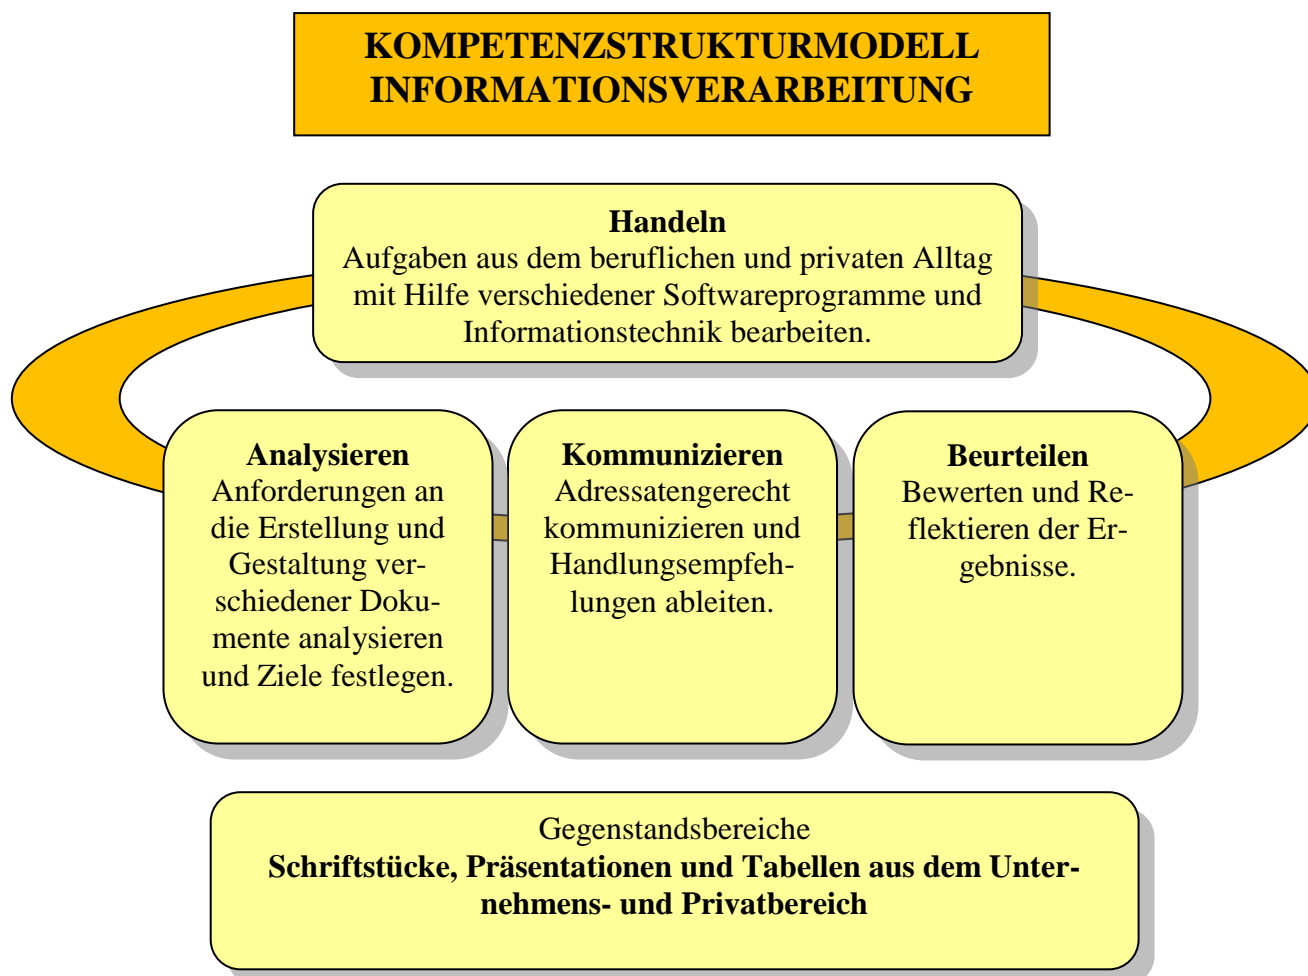 KOMPETENZSTRUKTURMODELL
INFORMATIONSVERARBEITUNG
Handeln
Aufgaben aus dem beruflichen und privaten Alltag
mit Hilfe verschiedener Softwareprogramme und
Informationstechnik bearbeiten.
Analysieren
Anforderungen an
die Erstellung und
Gestaltung ver-
schiedener Doku-
mente analysieren
und Ziele festlegen.
Kommunizieren
Adressatengerecht
kommunizieren und
Handlungsempfeh-
lungen ableiten.
Beurteilen
Bewerten und Re-
flektieren der Er-
gebnisse.
Gegenstandsbereiche
Schriftstücke, Präsentationen und Tabellen aus dem Unter-
nehmens- und Privatbereich